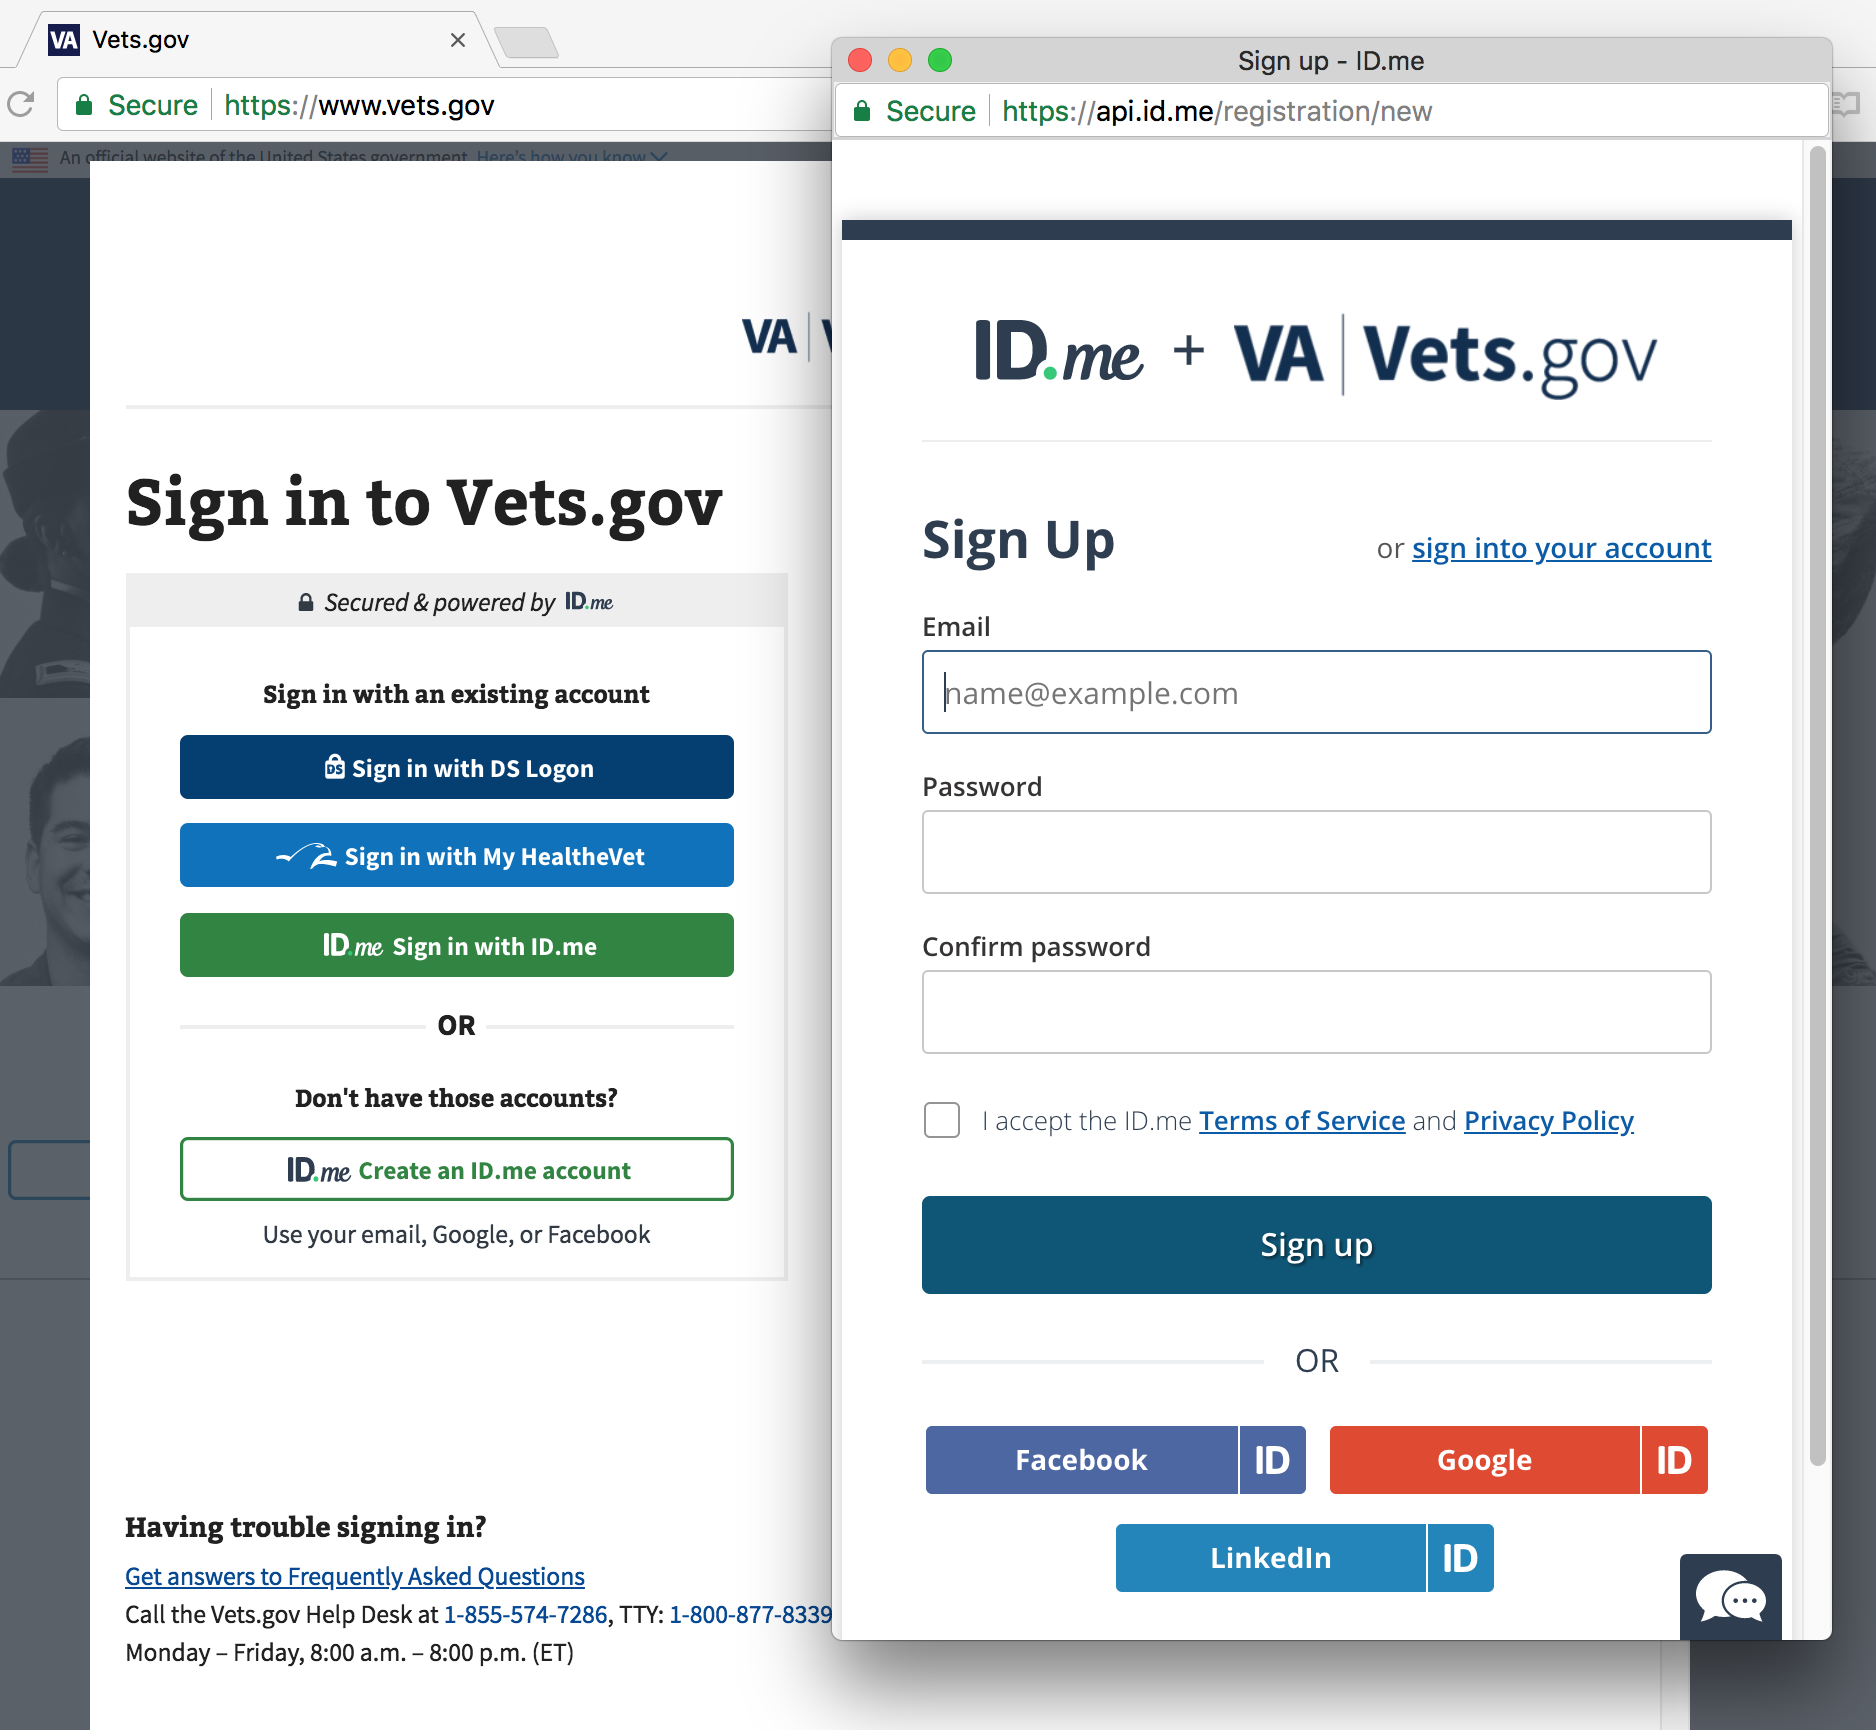 VA Vets.gov
Secure https://www.vets.gov
An official website of the United States government Here's how you know
VA
Sign in to Vets.gov
Secured & powered by ID.me
Sign in with an existing account
DS Sign in with DS Logon
Sign in with My HealtheVet
ID.me Sign in with ID.me
OR
Don't have those accounts?
ID.me Create an ID.me account
Use your email, Google, or Facebook
Having trouble signing in?
Get answers to Frequently Asked Questions
Call the Vets.gov Help Desk at 1-855-574-7286, TTY: 1-800-877-8339
Monday – Friday, 8:00 a.m. – 8:00 p.m. (ET)
Sign up - ID.me
Secure https://api.id.me/registration/new
ID.me + VA Vets.gov
Sign Up or sign into your account
Email
name@example.com
Password
Confirm password
I accept the ID.me Terms of Service and Privacy Policy
Sign up
OR
Facebook ID Google ID
LinkedIn ID